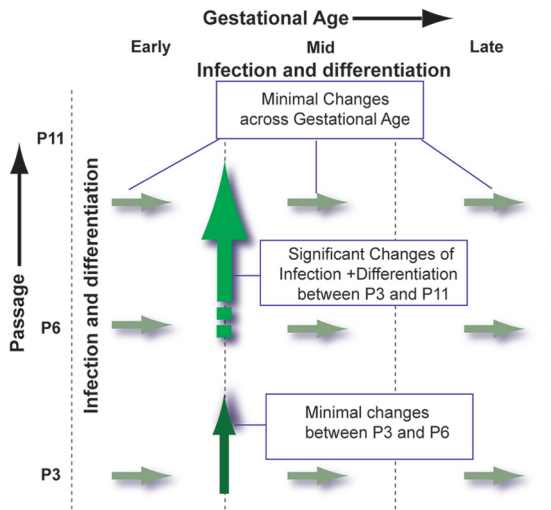 Gestational Age
Early
Mid
Late
Infection and differentiation
Minimal Changes
across Gestational Age
P11
Passage
Infection and differentiation
Significant Changes of
Infection +Differentiation
between P3 and P11
P6
Minimal changes
between P3 and P6
P3